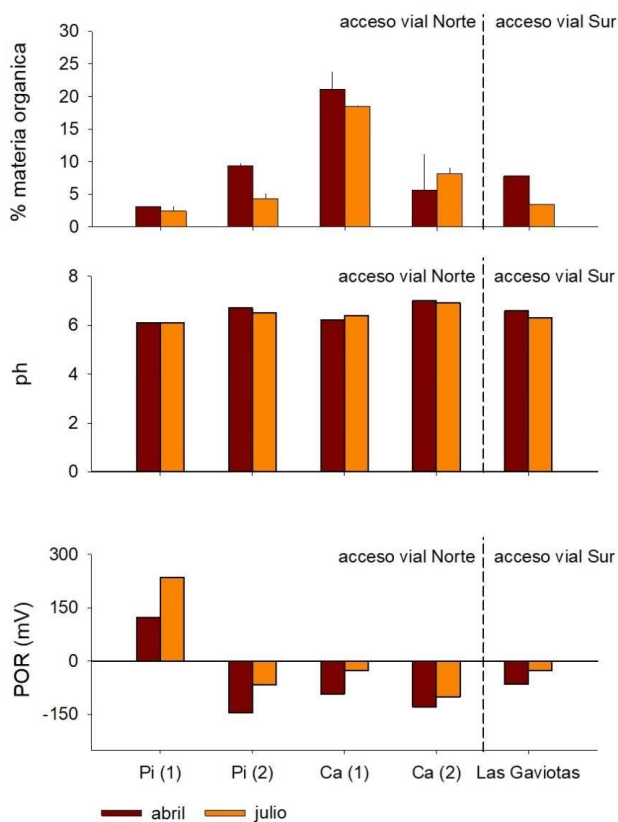 acceso vial Norte acceso vial Sur
% materia organica
30
25
20
15
10
5
0
acceso vial Norte acceso vial Sur
ph
8
6
4
2
0
acceso vial Norte acceso vial Sur
POR (mV)
300
150
0
-150
Pi (1) Pi (2) Ca (1) Ca (2) Las Gaviotas
abril julio